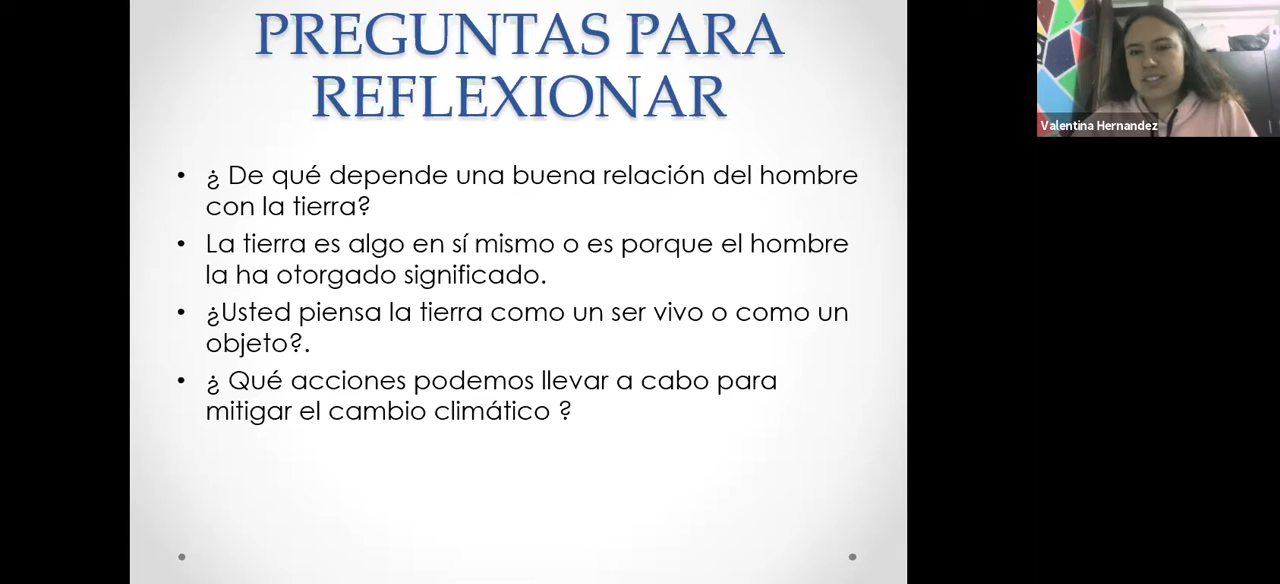 PREGUNTAS PARA
REFLEXIONAR
• ¿ De qué depende una buena relación del hombre
con la tierra?
• La tierra es algo en sí mismo o es porque el hombre
la ha otorgado significado.
• ¿Usted piensa la tierra como un ser vivo o como un
objeto?.
• ¿ Qué acciones podemos llevar a cabo para
mitigar el cambio climático ?
Valentina Hernandez